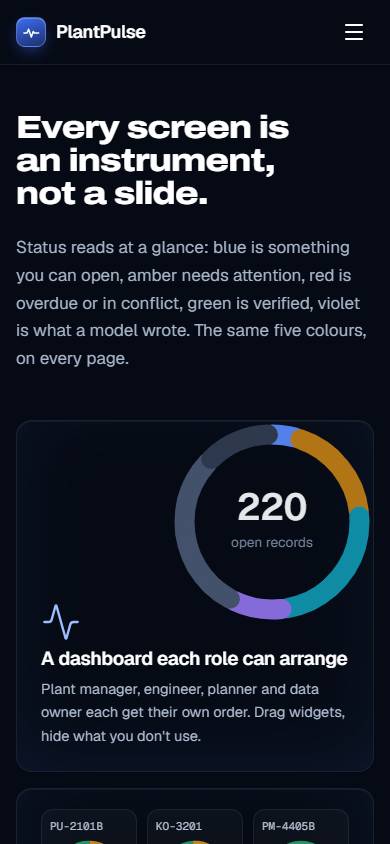 PlantPulse
Every screen is
an instrument,
not a slide.
Status reads at a glance: blue is something
you can open, amber needs attention, red is
overdue or in conflict, green is verified, violet
is what a model wrote. The same five colours,
on every page.
220
open records
A dashboard each role can arrange
Plant manager, engineer, planner and data
owner each get their own order. Drag widgets,
hide what you don't use.
PU-2101B
KO-3201
PM-4405B